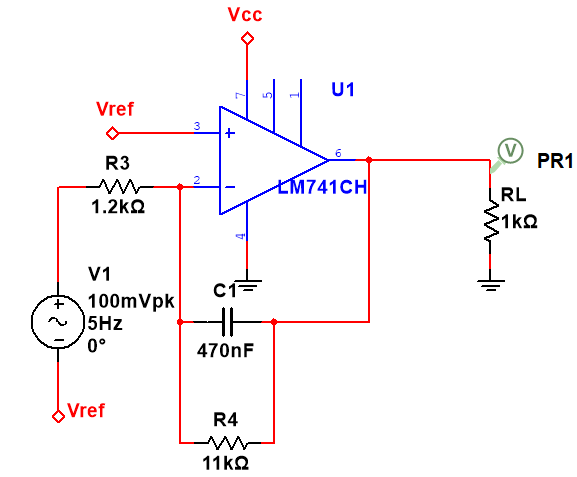 Vcc
U1
7
5
1
Vref
3
+
6
V
PR1
R3
2
−
LM741CH
RL
1.2kΩ
1kΩ
4
V1
C1
+
100mVpk
5Hz
−
0°
470nF
Vref
R4
11kΩ